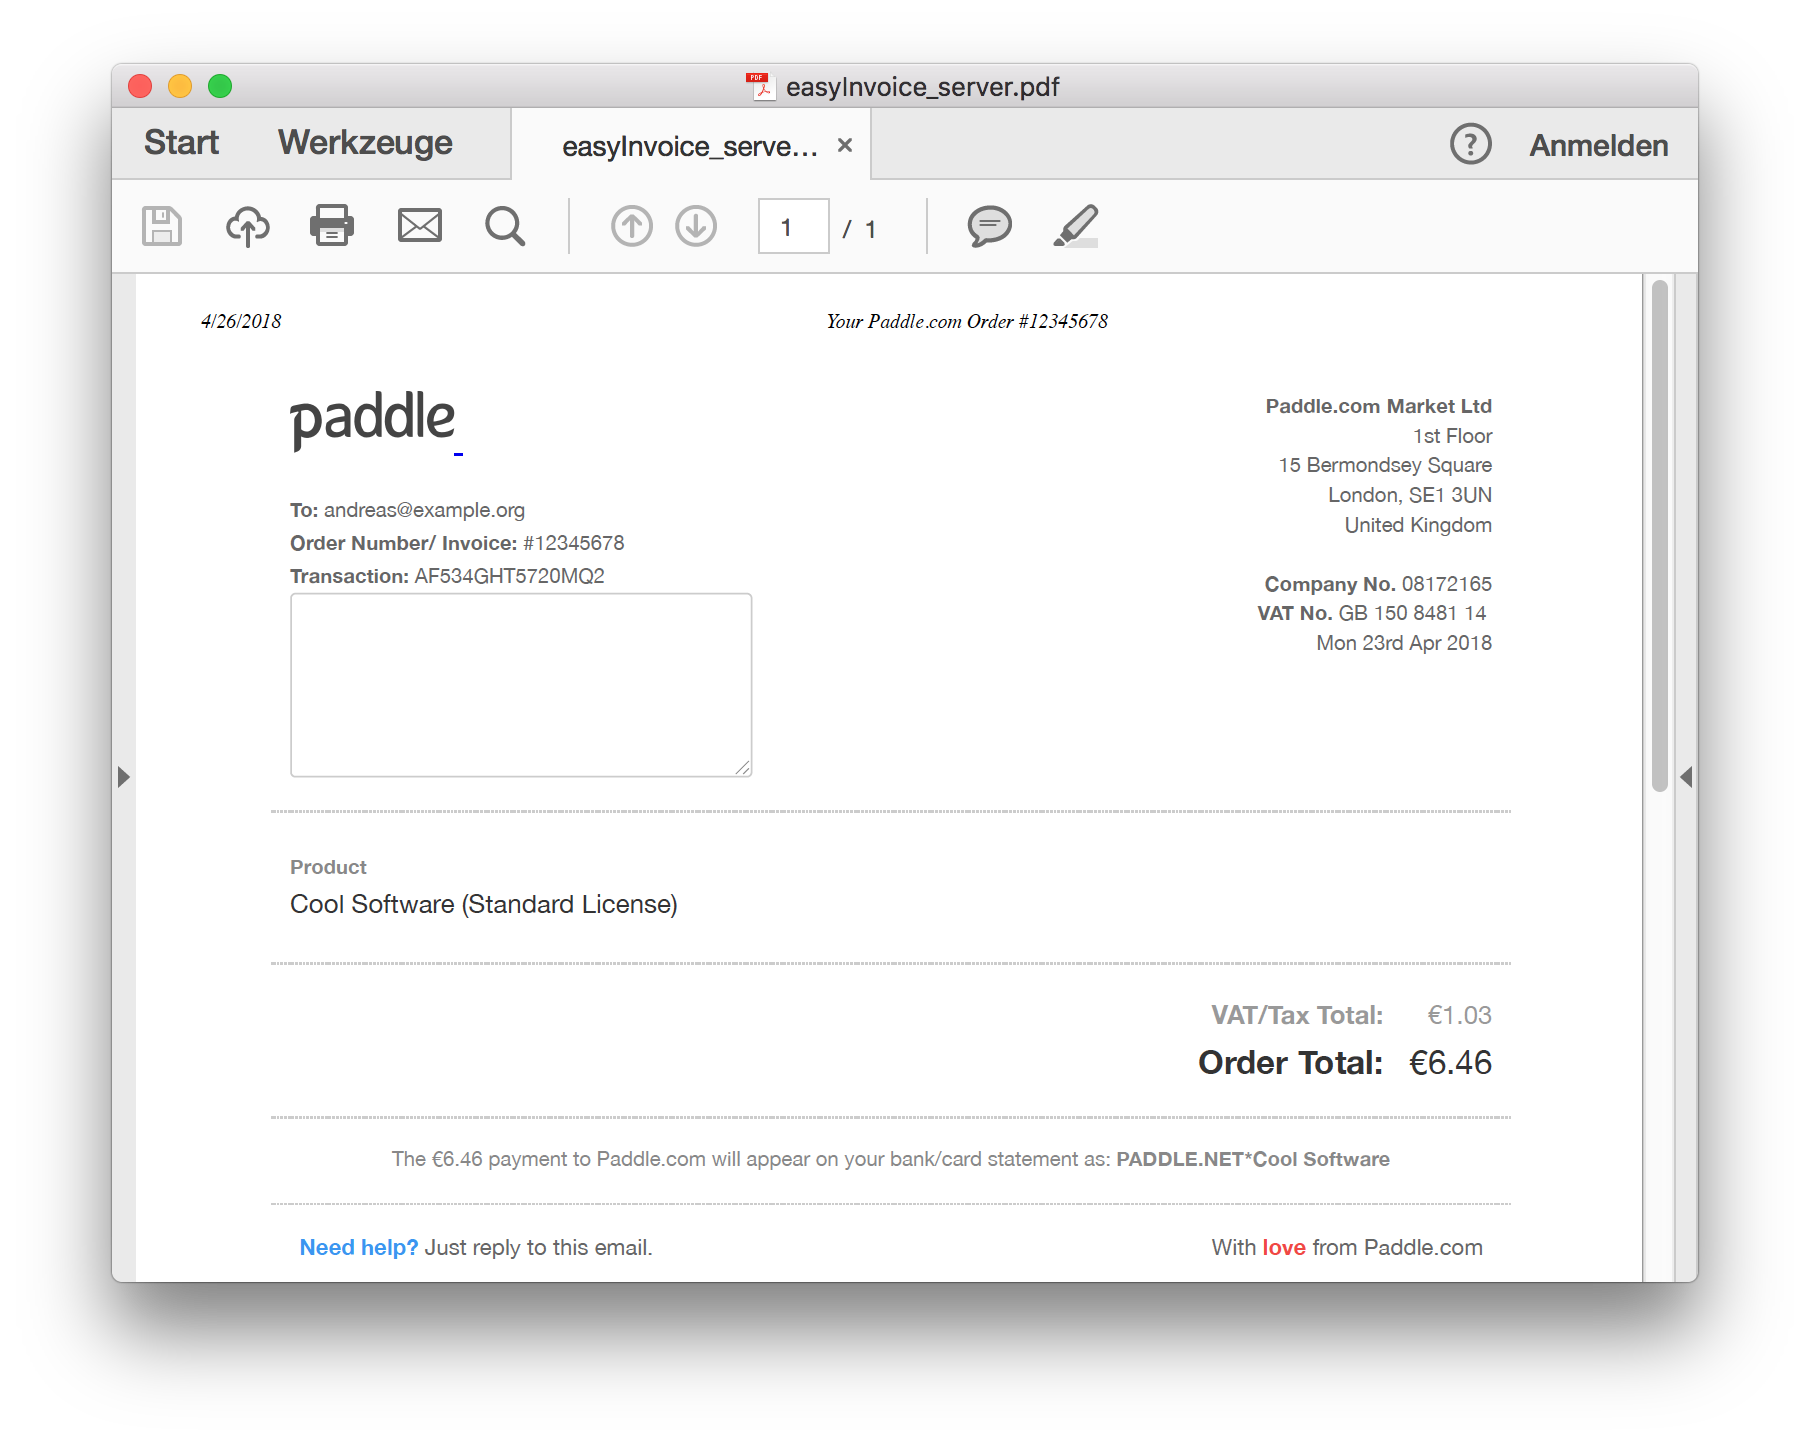 easyInvoice_server.pdf
Start Werkzeuge easyInvoice_serve... × ? Anmelden
1 / 1
4/26/2018 Your Paddle.com Order #12345678
paddle
Paddle.com Market Ltd
1st Floor
15 Bermondsey Square
London, SE1 3UN
United Kingdom
To: andreas@example.org
Order Number/ Invoice: #12345678
Transaction: AF534GHT5720MQ2
Company No. 08172165
VAT No. GB 150 8481 14
Mon 23rd Apr 2018
Product
Cool Software (Standard License)
VAT/Tax Total: €1.03
Order Total: €6.46
The €6.46 payment to Paddle.com will appear on your bank/card statement as: PADDLE.NET*Cool Software
Need help? Just reply to this email. With love from Paddle.com